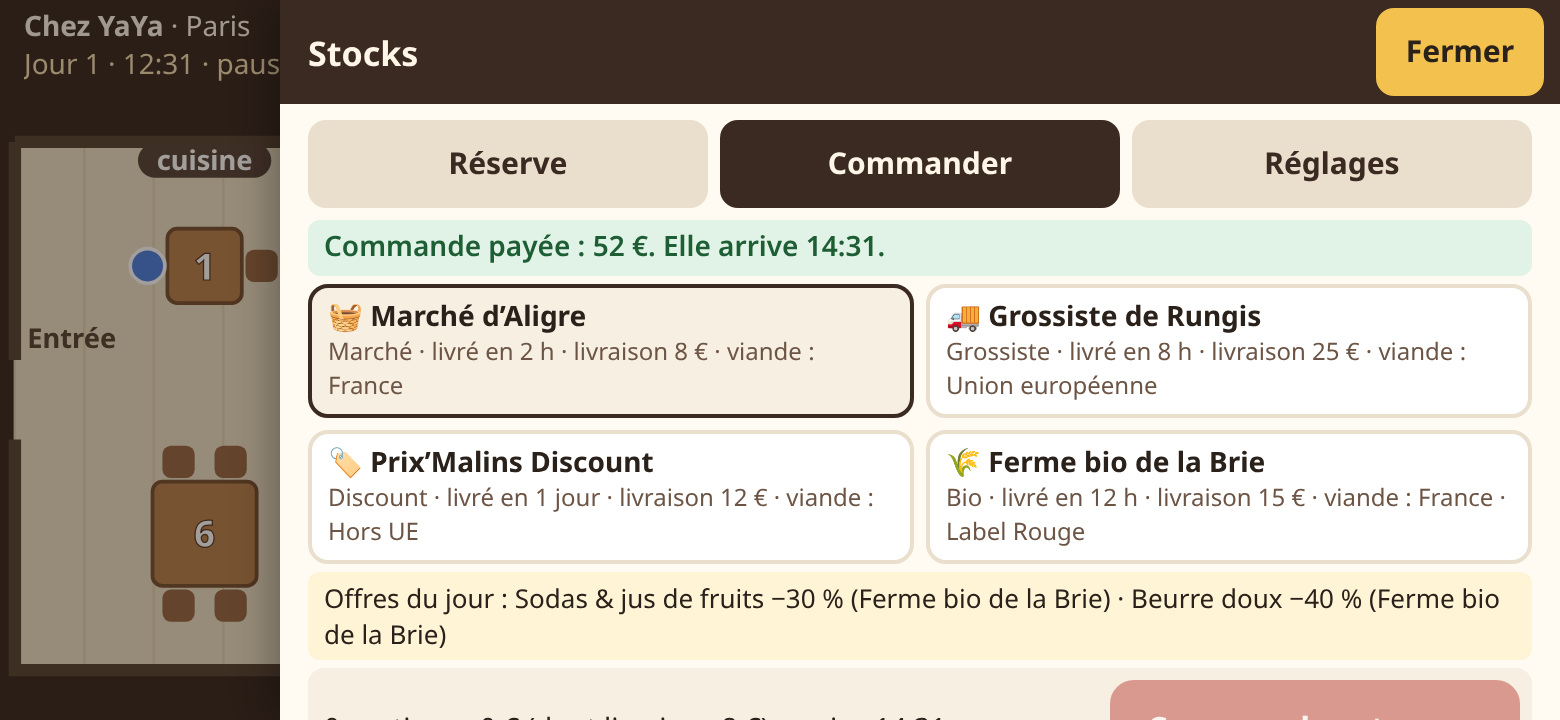 Chez YaYa · Paris
Jour 1 · 12:31 · paus
Stocks
Fermer
cuisine
1
Entrée
6
Réserve
Commander
Réglages
Commande payée : 52 €. Elle arrive 14:31.
🧺 Marché d’Aligre
Marché · livré en 2 h · livraison 8 € · viande :
France
🚚 Grossiste de Rungis
Grossiste · livré en 8 h · livraison 25 € · viande :
Union européenne
🏷️ Prix’Malins Discount
Discount · livré en 1 jour · livraison 12 € · viande :
Hors UE
🌾 Ferme bio de la Brie
Bio · livré en 12 h · livraison 15 € · viande : France ·
Label Rouge
Offres du jour : Sodas & jus de fruits −30 % (Ferme bio de la Brie) · Beurre doux −40 % (Ferme bio
de la Brie)